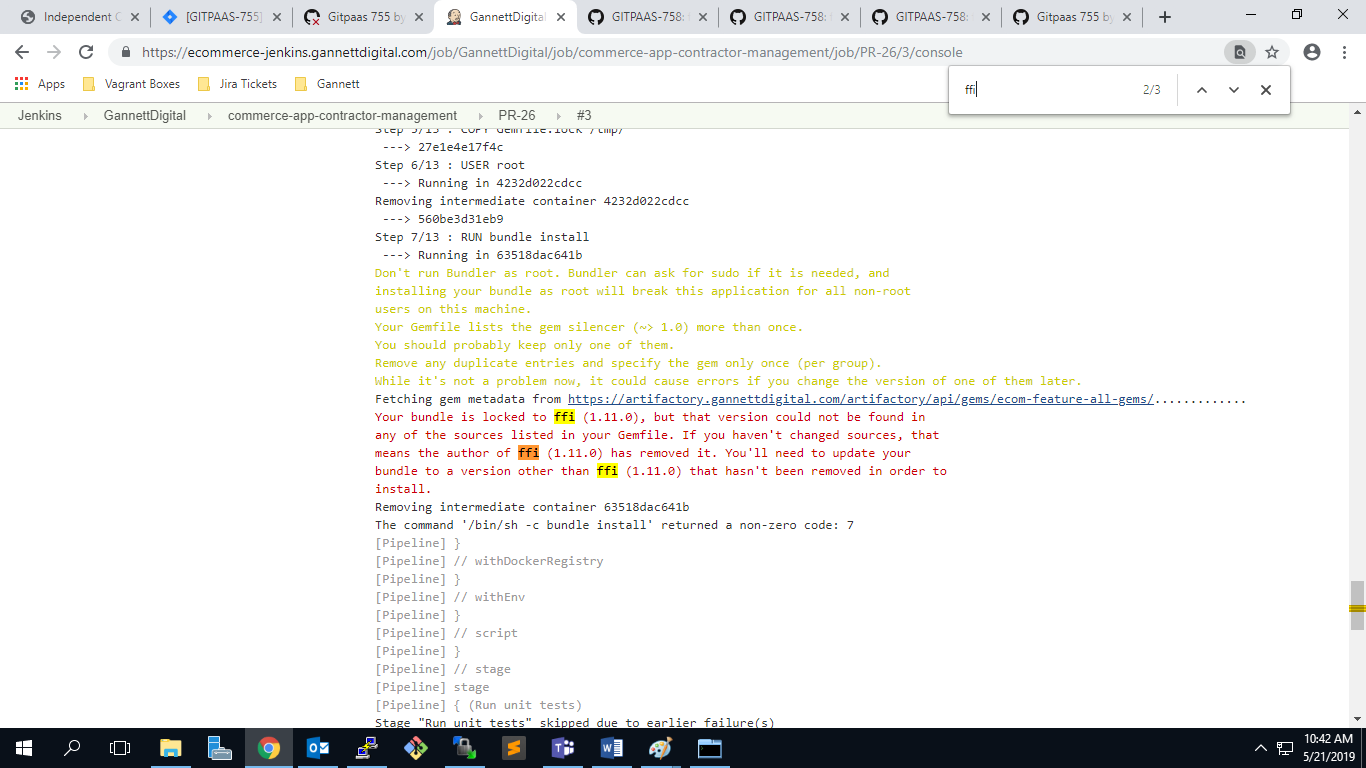 Independent C
[GITPAAS-755]
Gitpaas 755 by
GannettDigital
GITPAAS-758:
GITPAAS-758:
GITPAAS-758:
Gitpaas 755 by
https://ecommerce-jenkins.gannettdigital.com/job/GannettDigital/job/commerce-app-contractor-management/job/PR-26/3/console
Apps
Vagrant Boxes
Jira Tickets
Gannett
ffi
2/3
Jenkins
GannettDigital
commerce-app-contractor-management
PR-26
#3
Step 5/13 : COPY Gemfile.lock /tmp/
---> 27e1e4e17f4c
Step 6/13 : USER root
---> Running in 4232d022cdcc
Removing intermediate container 4232d022cdcc
---> 560be3d31eb9
Step 7/13 : RUN bundle install
---> Running in 63518dac641b
Don't run Bundler as root. Bundler can ask for sudo if it is needed, and
installing your bundle as root will break this application for all non-root
users on this machine.
Your Gemfile lists the gem silencer (~> 1.0) more than once.
You should probably keep only one of them.
Remove any duplicate entries and specify the gem only once (per group).
While it's not a problem now, it could cause errors if you change the version of one of them later.
Fetching gem metadata from https://artifactory.gannettdigital.com/artifactory/api/gems/ecom-feature-all-gems/.............
Your bundle is locked to ffi (1.11.0), but that version could not be found in
any of the sources listed in your Gemfile. If you haven't changed sources, that
means the author of ffi (1.11.0) has removed it. You'll need to update your
bundle to a version other than ffi (1.11.0) that hasn't been removed in order to
install.
Removing intermediate container 63518dac641b
The command '/bin/sh -c bundle install' returned a non-zero code: 7
[Pipeline] }
[Pipeline] // withDockerRegistry
[Pipeline] }
[Pipeline] // withEnv
[Pipeline] }
[Pipeline] // script
[Pipeline] }
[Pipeline] // stage
[Pipeline] stage
[Pipeline] { (Run unit tests)
Stage "Run unit tests" skipped due to earlier failure(s)
10:42 AM
5/21/2019